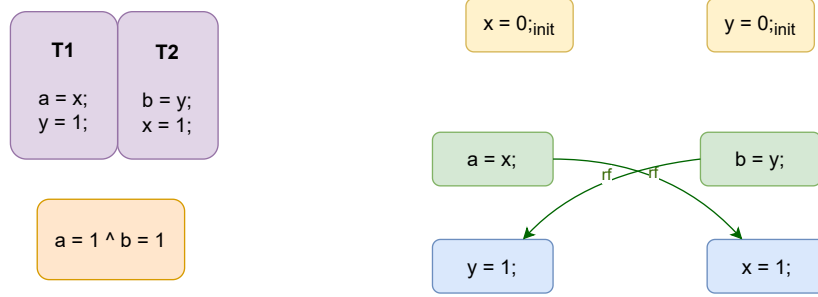 T1
a = x;
y = 1;
T2
b = y;
x = 1;
a = 1 ^ b = 1
x = 0;init
y = 0;init
a = x;
b = y;
rf
rf
y = 1;
x = 1;